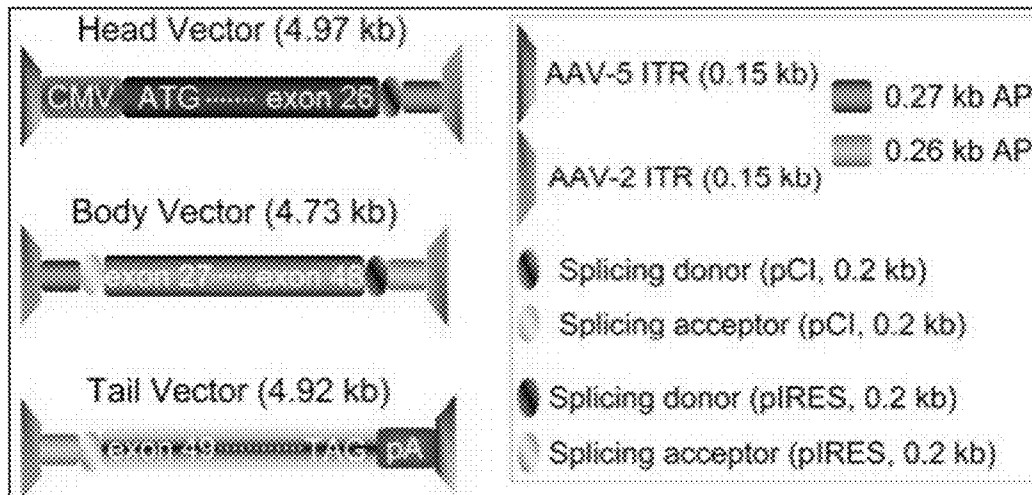 Head Vector (4.97 kb)
CMV ATG ······· exon 26
Body Vector (4.73 kb)
Tail Vector (4.92 kb)
pA
AAV-5 ITR (0.15 kb)
0.27 kb AP
0.26 kb AP
AAV-2 ITR (0.15 kb)
Splicing donor (pCI, 0.2 kb)
Splicing acceptor (pCI, 0.2 kb)
Splicing donor (pIRES, 0.2 kb)
Splicing acceptor (pIRES, 0.2 kb)